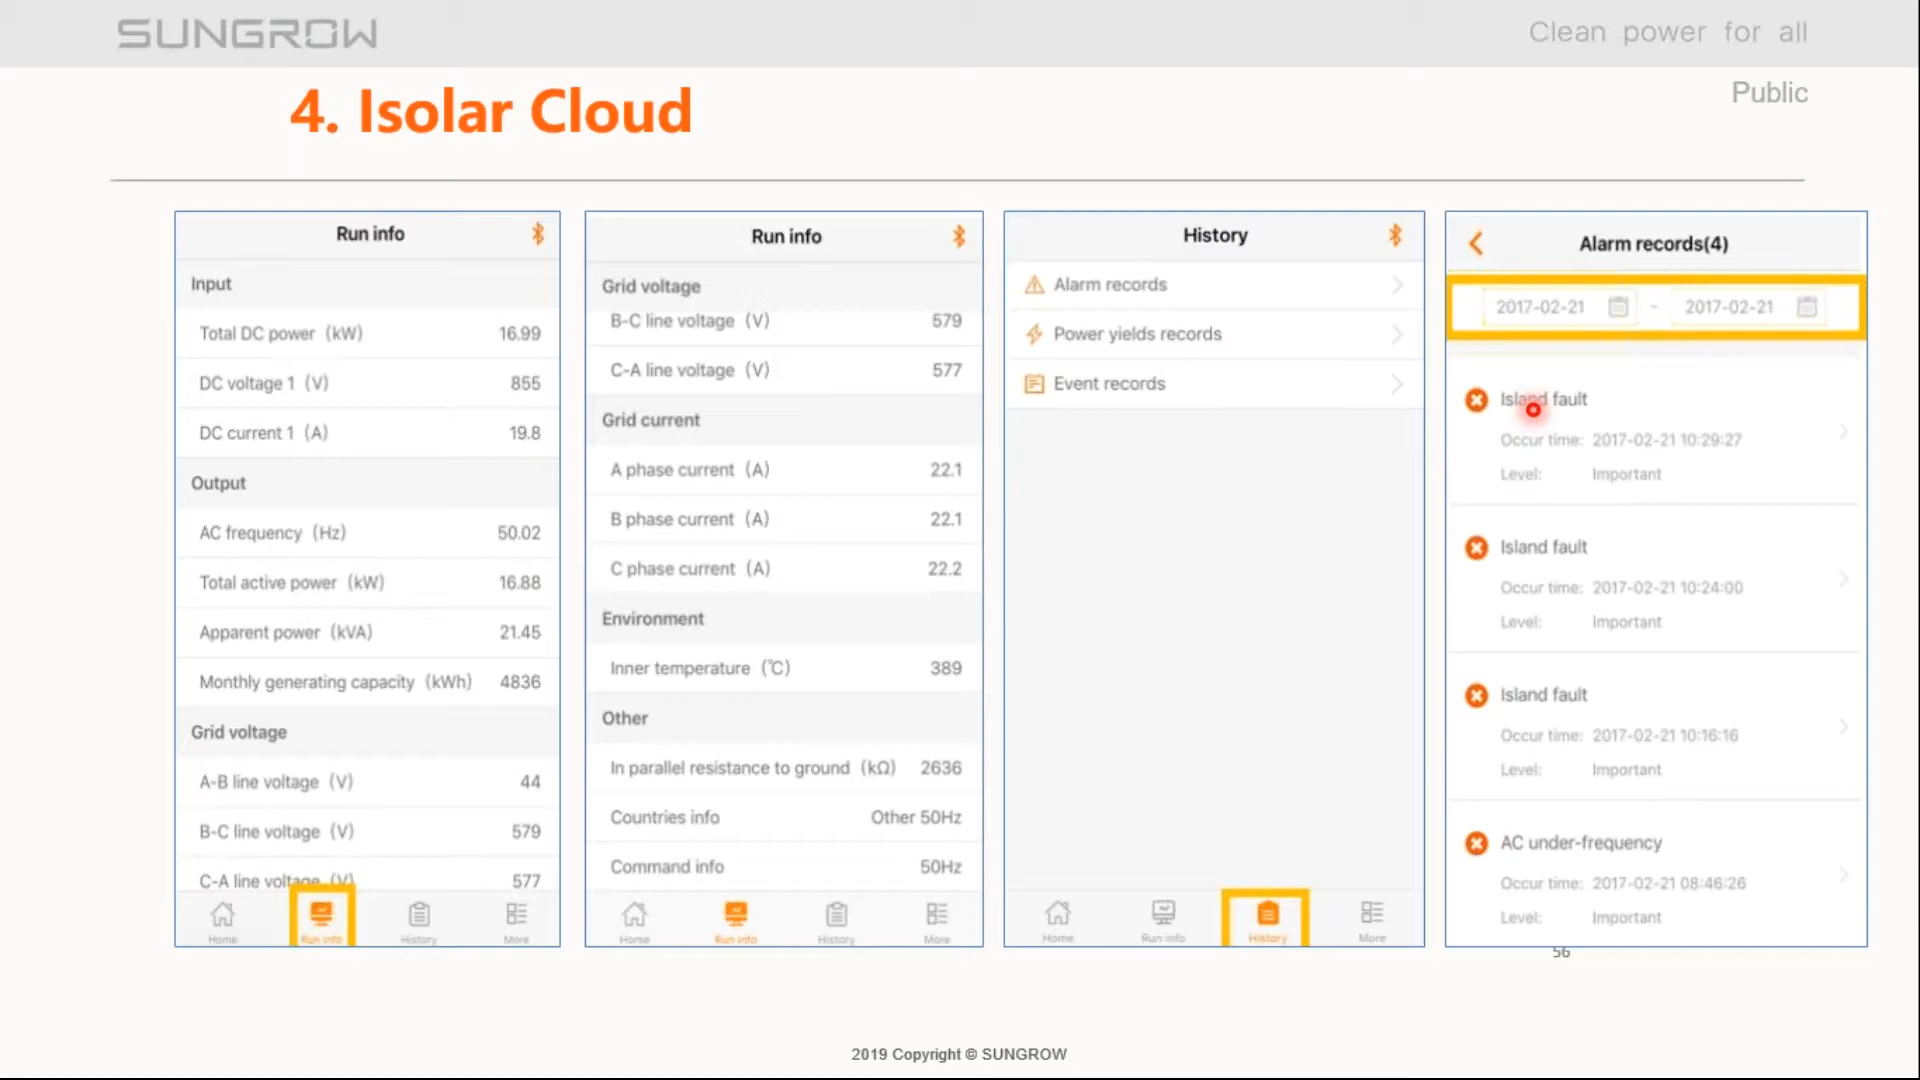 SUNGROW
Clean power for all
Public
4. Isolar Cloud
Run info
Input
Total DC power (kW) 16.99
DC voltage 1 (V) 855
DC current 1 (A) 19.8
Output
AC frequency (Hz) 50.02
Total active power (kW) 16.88
Apparent power (kVA) 21.45
Monthly generating capacity (kWh) 4836
Grid voltage
A-B line voltage (V) 44
B-C line voltage (V) 579
C-A line voltage (V) 577
Home Run info History More
Run info
Grid voltage
B-C line voltage (V) 579
C-A line voltage (V) 577
Grid current
A phase current (A) 22.1
B phase current (A) 22.1
C phase current (A) 22.2
Environment
Inner temperature (℃) 389
Other
In parallel resistance to ground (kΩ) 2636
Countries info Other 50Hz
Command info 50Hz
Home Run info History More
History
Alarm records
Power yields records
Event records
Home Run info History More
Alarm records(4)
2017-02-21 - 2017-02-21
Island fault
Occur time: 2017-02-21 10:29:27
Level: Important
Island fault
Occur time: 2017-02-21 10:24:00
Level: Important
Island fault
Occur time: 2017-02-21 10:16:16
Level: Important
AC under-frequency
Occur time: 2017-02-21 08:46:26
Level: Important
56
2019 Copyright © SUNGROW